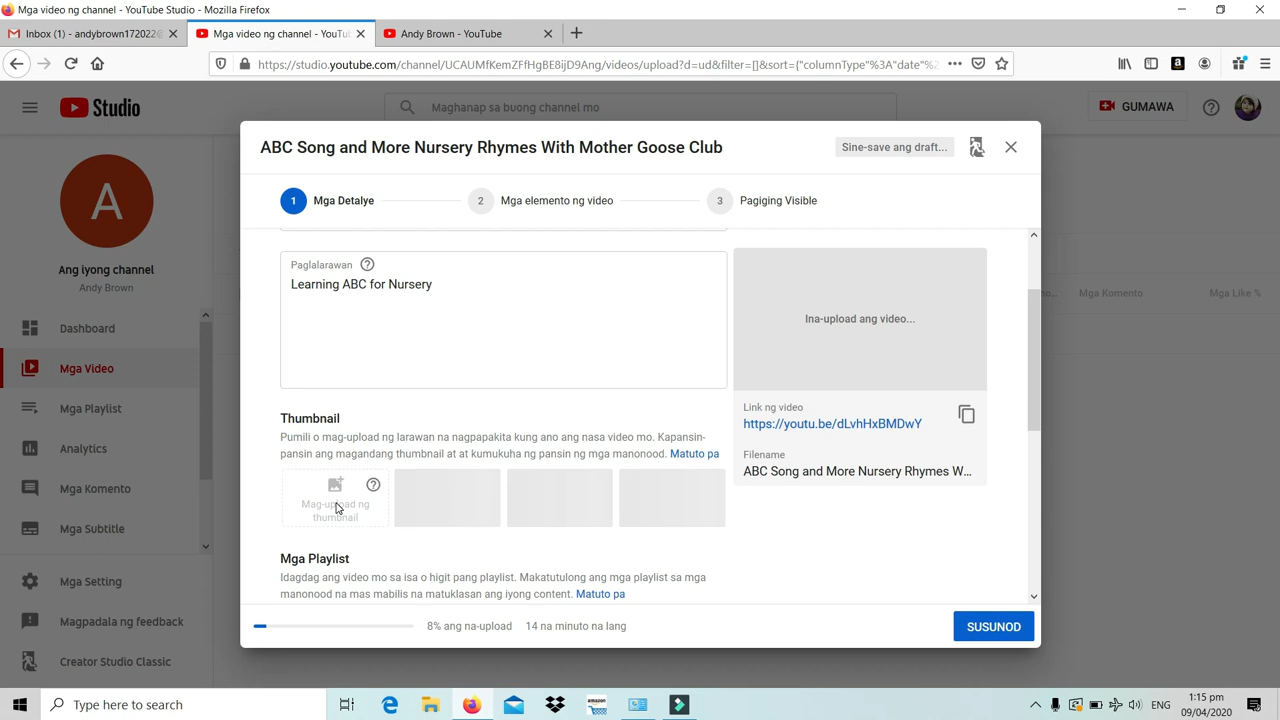 Mga video ng channel - YouTube Studio - Mozilla Firefox
Inbox (1) - andybrown172022@
Mga video ng channel - YouTu
Andy Brown - YouTube
https://studio.youtube.com/channel/UCAUMfKemZFfHgBE8ijD9Ang/videos/upload?d=ud&filter=[]&sort={"columnType"%3A"date"%2
Studio
Maghanap sa buong channel mo
GUMAWA
ABC Song and More Nursery Rhymes With Mother Goose Club
Sine-save ang draft...
1 Mga Detalye
2 Mga elemento ng video
3 Pagiging Visible
A
Ang iyong channel
Andy Brown
Dashboard
Mga Video
Mga Playlist
Analytics
Mga Komento
Mga Subtitle
Mga Setting
Magpadala ng feedback
Creator Studio Classic
Paglalarawan
Learning ABC for Nursery
Thumbnail
Pumili o mag-upload ng larawan na nagpapakita kung ano ang nasa video mo. Kapansin-
pansin ang magandang thumbnail at at kumukuha ng pansin ng mga manonood. Matuto pa
Mag-upload ng
thumbnail
Mga Playlist
Idagdag ang video mo sa isa o higit pang playlist. Makatutulong ang mga playlist sa mga
manonood na mas mabilis na matuklasan ang iyong content. Matuto pa
Ina-upload ang video...
Link ng video
https://youtu.be/dLvhHxBMDwY
Filename
ABC Song and More Nursery Rhymes W...
Mga Komento
Mga Like %
8% ang na-upload
14 na minuto na lang
SUSUNOD
Type here to search
amazon
ENG
1:15 pm
09/04/2020